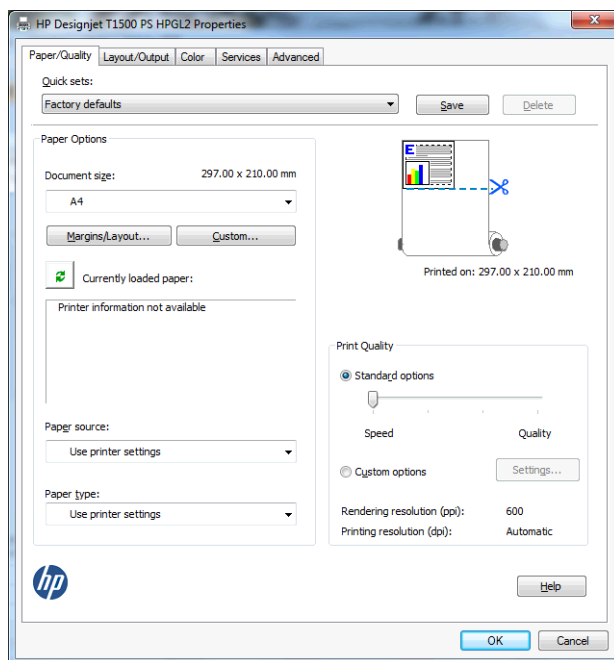 HP Designjet T1500 PS HPGL2 Properties
Paper/Quality Layout/Output Color Services Advanced
Quick sets:
Factory defaults Save Delete
Paper Options
Document size: 297.00 x 210.00 mm
A4
Margins/Layout... Custom...
Currently loaded paper:
Printer information not available
Paper source:
Use printer settings
Paper type:
Use printer settings
E
Printed on: 297.00 x 210.00 mm
Print Quality
Standard options
Speed Quality
Custom options Settings...
Rendering resolution (ppi): 600
Printing resolution (dpi): Automatic
hp
Help
OK Cancel